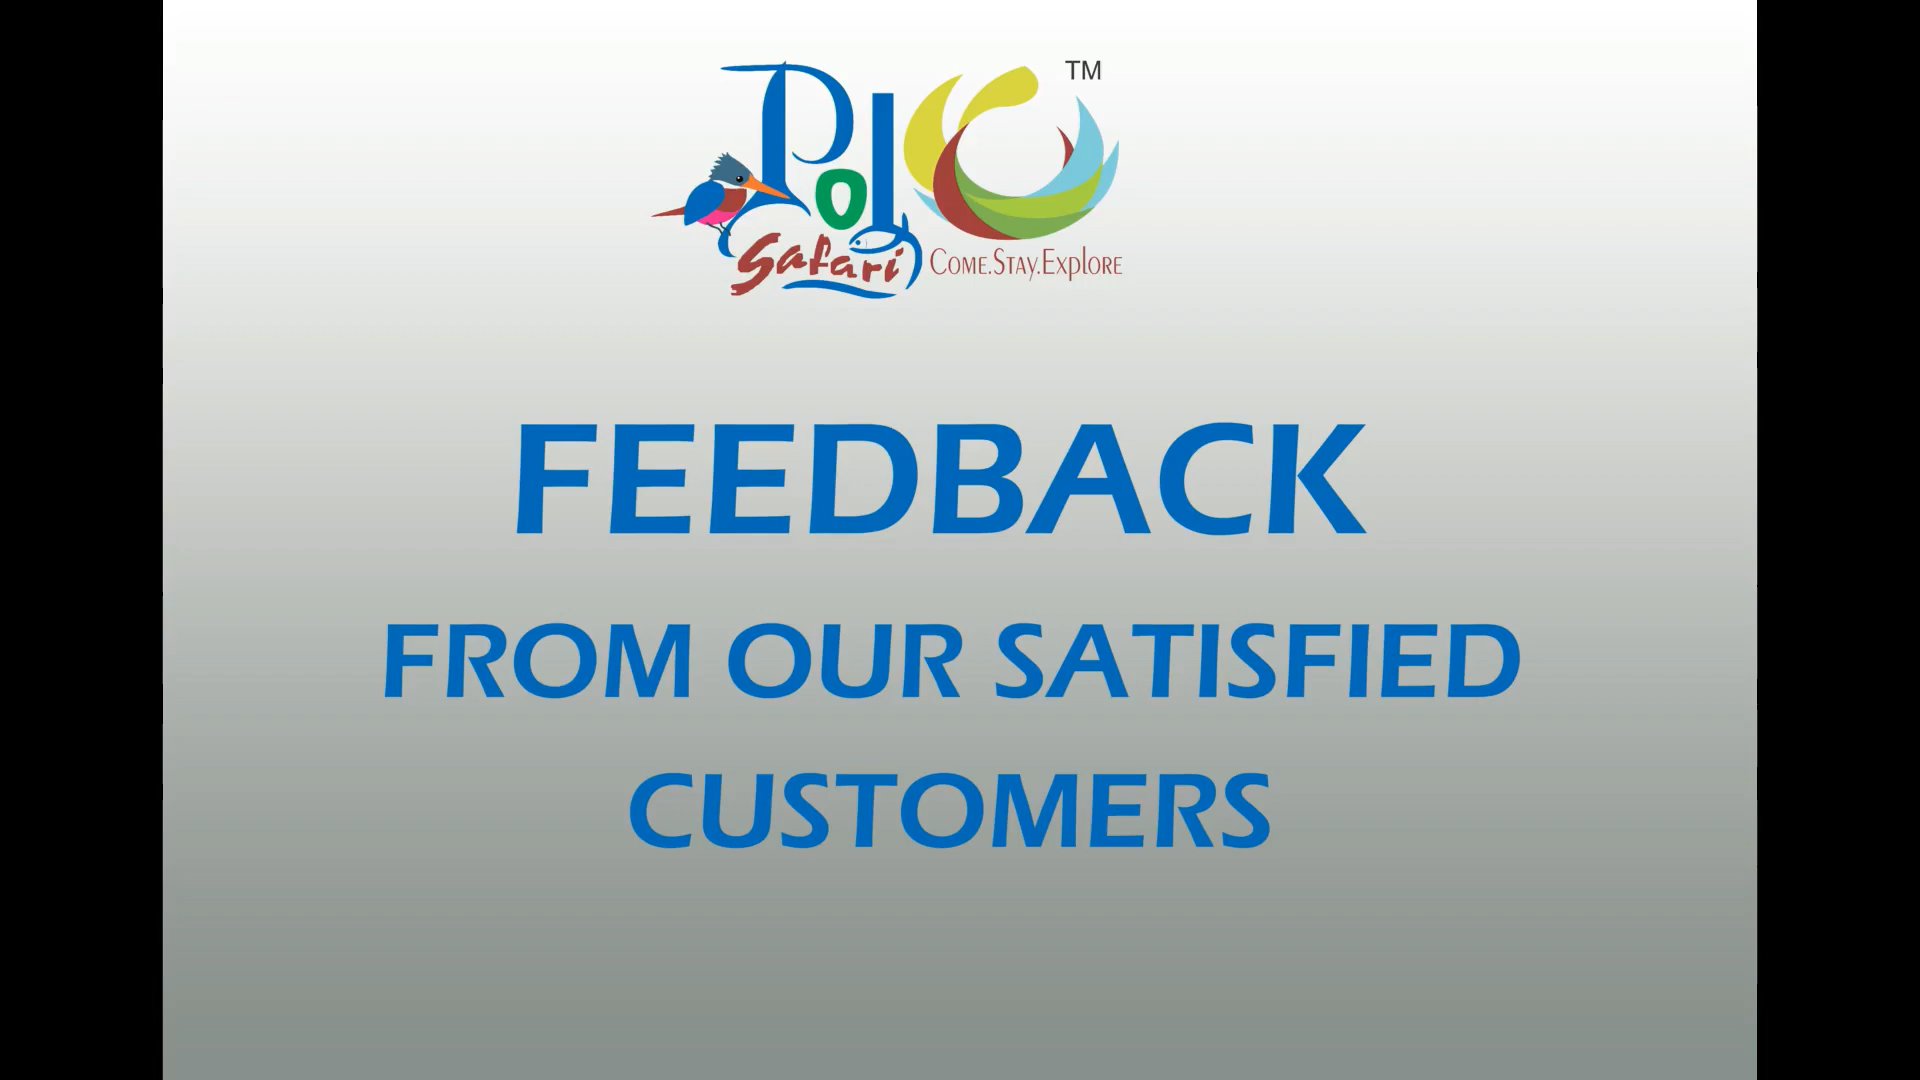 Polo
TM
Safari
COME.STAY.EXPLORE
FEEDBACK
FROM OUR SATISFIED
CUSTOMERS